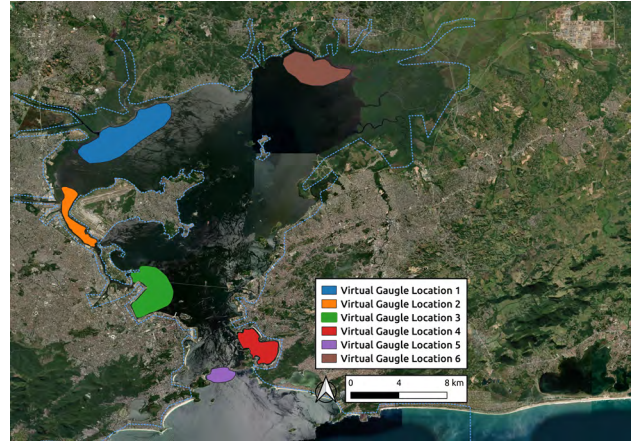 Virtual Gaugle Location 1
Virtual Gaugle Location 2
Virtual Gaugle Location 3
Virtual Gaugle Location 4
Virtual Gaugle Location 5
Virtual Gaugle Location 6
0 4 8 km